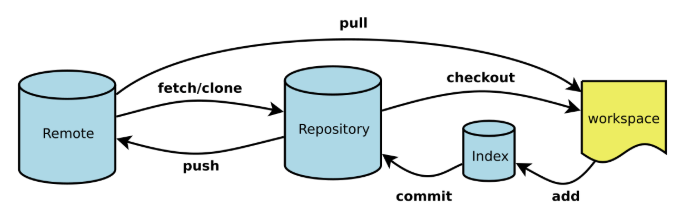 pull
fetch/clone
checkout
Remote
Repository
workspace
Index
push
commit
add